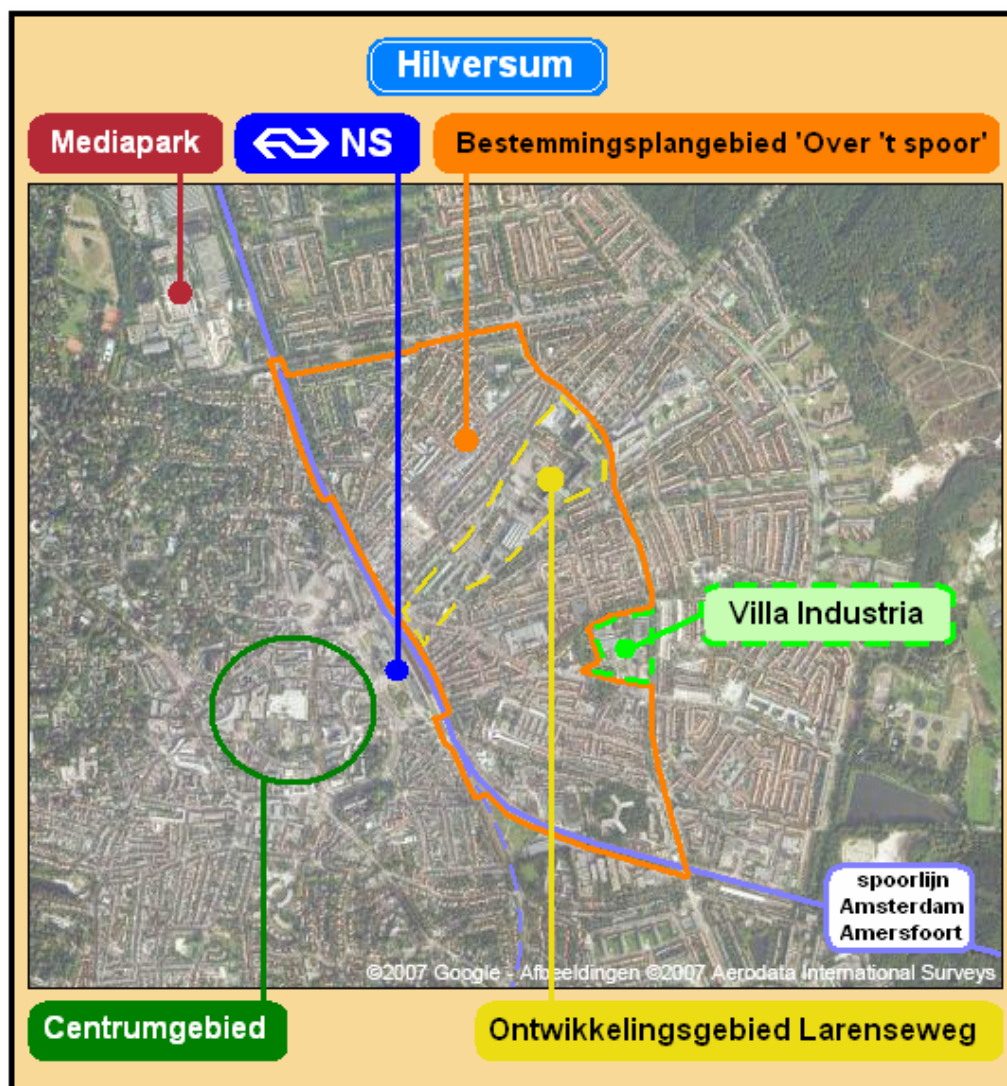 Hilversum
Mediapark
NS
Bestemmingsplangebied 'Over 't spoor'
Villa Industria
spoorlijn
Amsterdam
Amersfoort
©2007 Google - Afbeeldingen ©2007 Aerodata International Surveys
Centrumgebied
Ontwikkelingsgebied Larenseweg